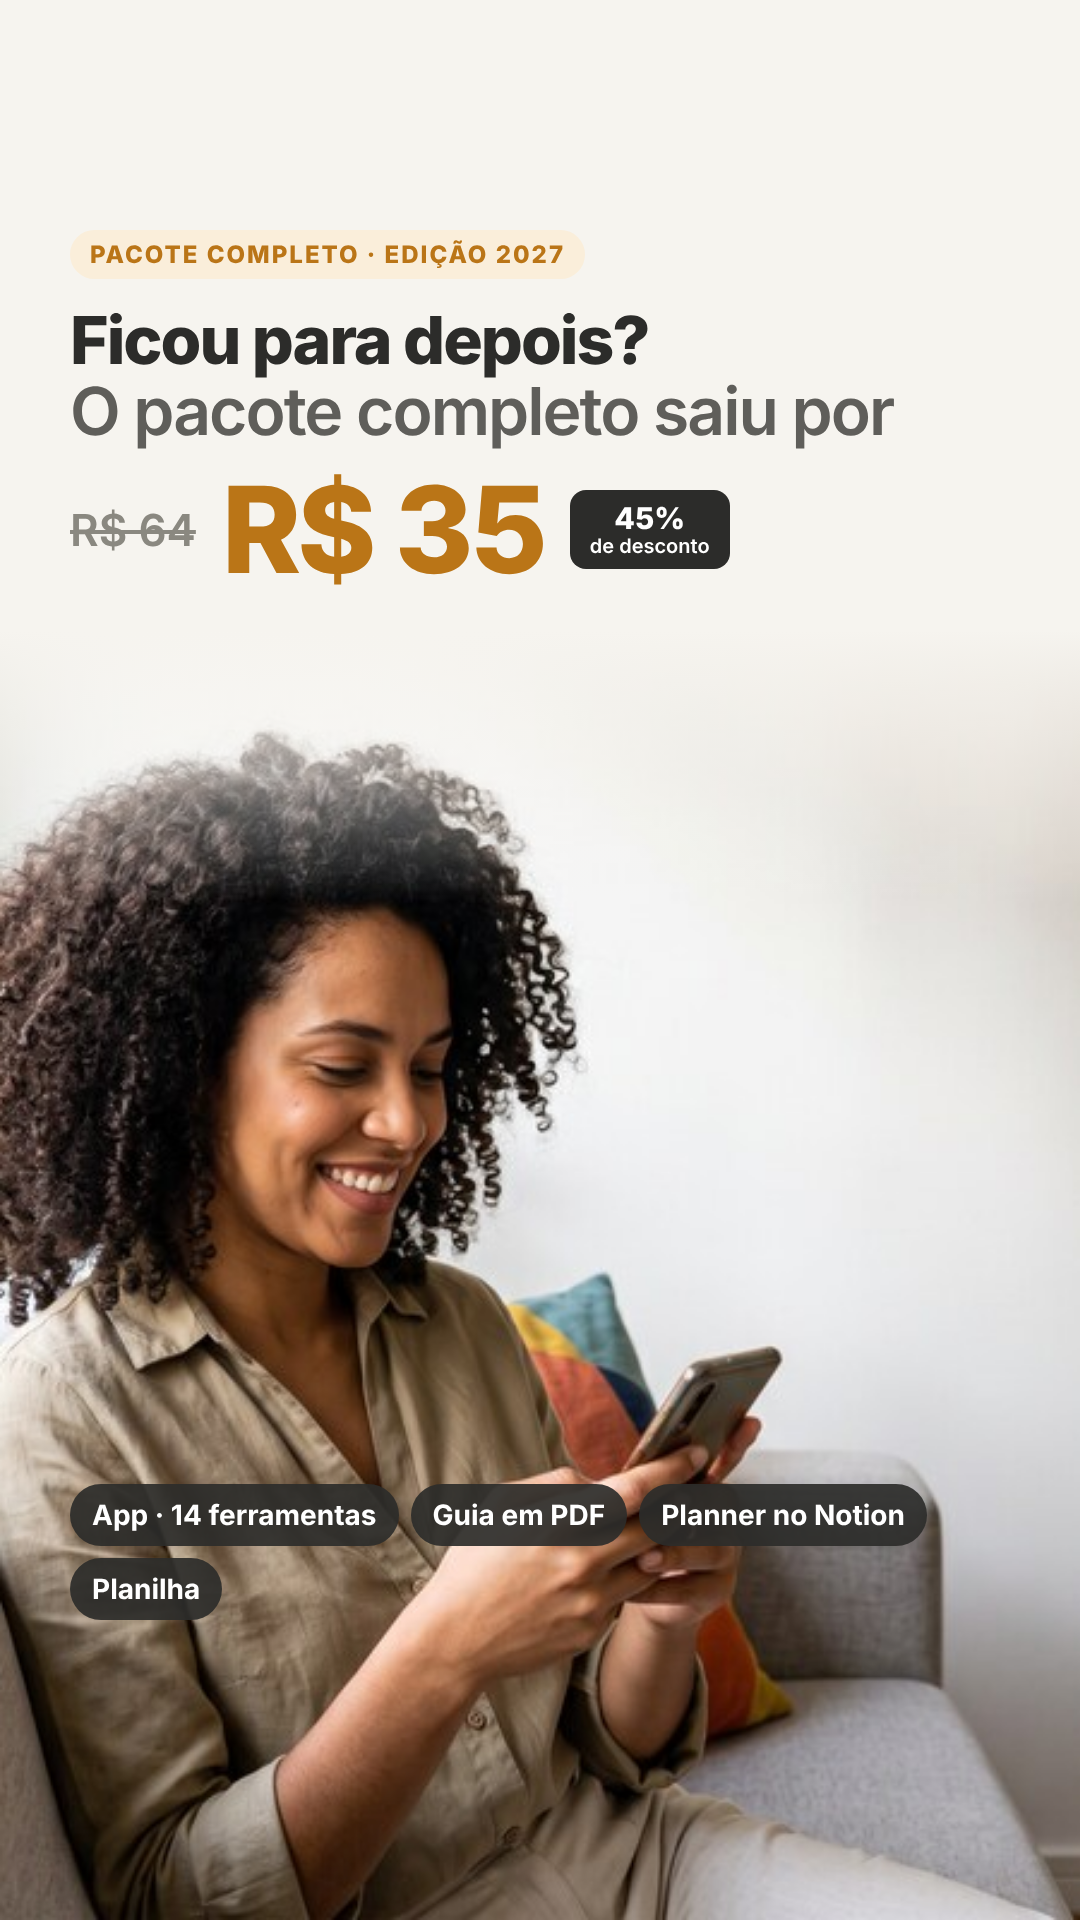 PACOTE COMPLETO · EDIÇÃO 2027
Ficou para depois?
O pacote completo saiu por
R$ 64 R$ 35 45%
de desconto
App · 14 ferramentas Guia em PDF Planner no Notion
Planilha